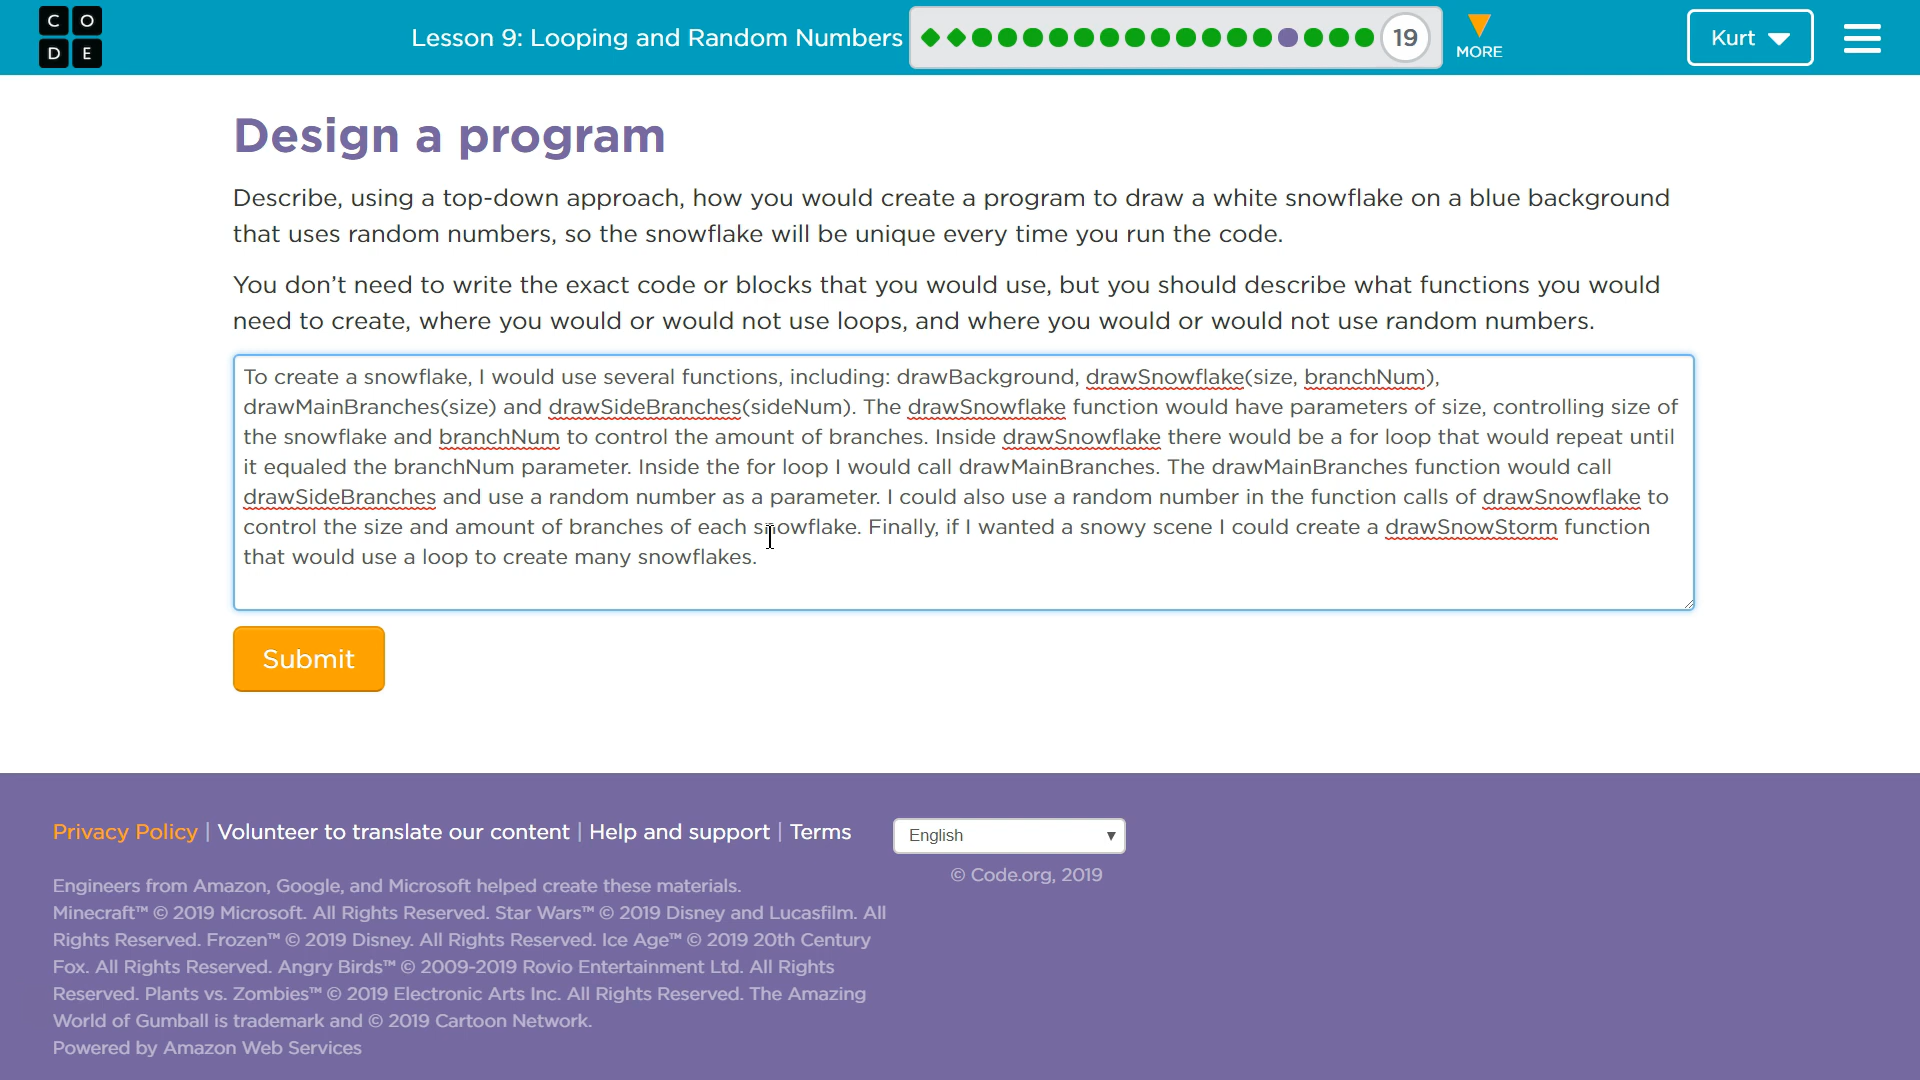 C O
D E
Lesson 9: Looping and Random Numbers
19
MORE
Kurt
Design a program
Describe, using a top-down approach, how you would create a program to draw a white snowflake on a blue background
that uses random numbers, so the snowflake will be unique every time you run the code.
You don’t need to write the exact code or blocks that you would use, but you should describe what functions you would
need to create, where you would or would not use loops, and where you would or would not use random numbers.
To create a snowflake, I would use several functions, including: drawBackground, drawSnowflake(size, branchNum),
drawMainBranches(size) and drawSideBranches(sideNum). The drawSnowflake function would have parameters of size, controlling size of
the snowflake and branchNum to control the amount of branches. Inside drawSnowflake there would be a for loop that would repeat until
it equaled the branchNum parameter. Inside the for loop I would call drawMainBranches. The drawMainBranches function would call
drawSideBranches and use a random number as a parameter. I could also use a random number in the function calls of drawSnowflake to
control the size and amount of branches of each snowflake. Finally, if I wanted a snowy scene I could create a drawSnowStorm function
that would use a loop to create many snowflakes.
Submit
Privacy Policy | Volunteer to translate our content | Help and support | Terms
English
© Code.org, 2019
Engineers from Amazon, Google, and Microsoft helped create these materials.
Minecraft™ © 2019 Microsoft. All Rights Reserved. Star Wars™ © 2019 Disney and Lucasfilm. All
Rights Reserved. Frozen™ © 2019 Disney. All Rights Reserved. Ice Age™ © 2019 20th Century
Fox. All Rights Reserved. Angry Birds™ © 2009-2019 Rovio Entertainment Ltd. All Rights
Reserved. Plants vs. Zombies™ © 2019 Electronic Arts Inc. All Rights Reserved. The Amazing
World of Gumball is trademark and © 2019 Cartoon Network.
Powered by Amazon Web Services